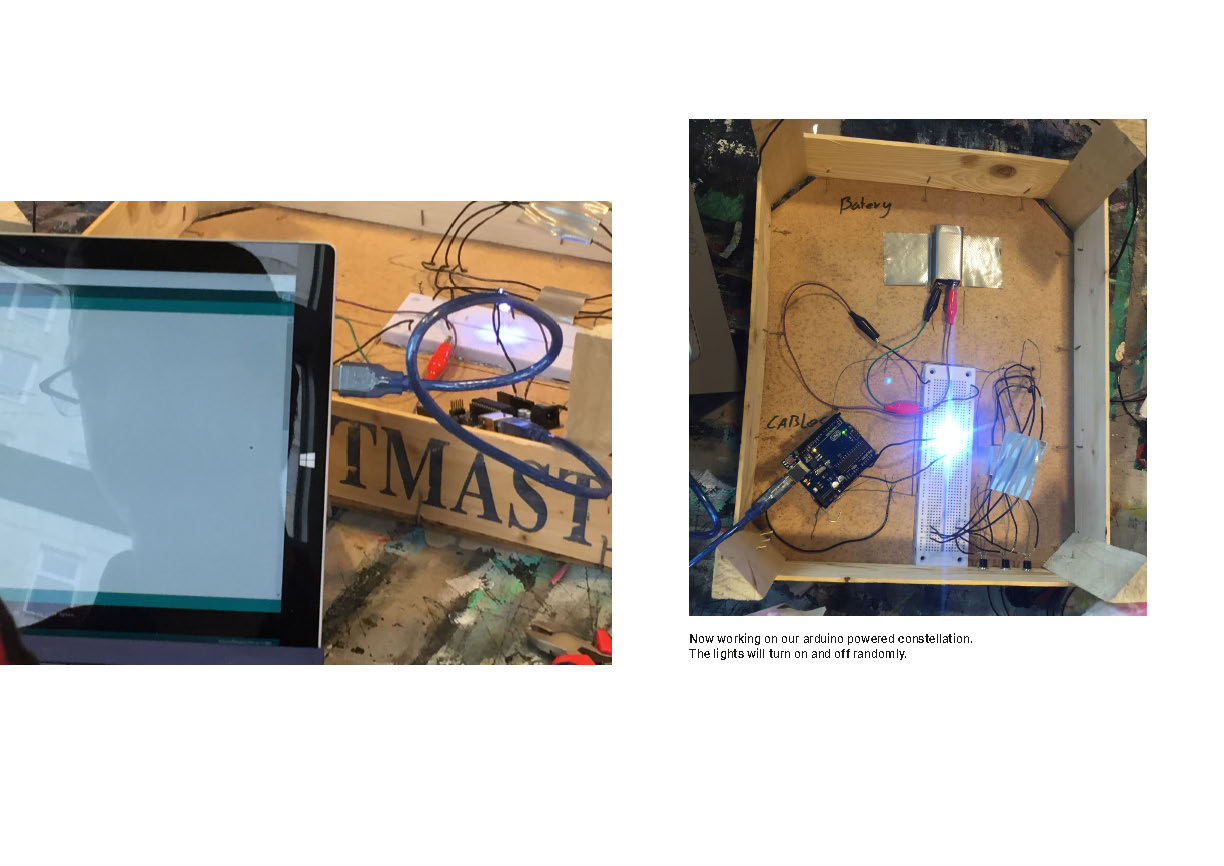 TMAST
Batery
CABLe
Now working on our arduino powered constellation.
The lights will turn on and off randomly.